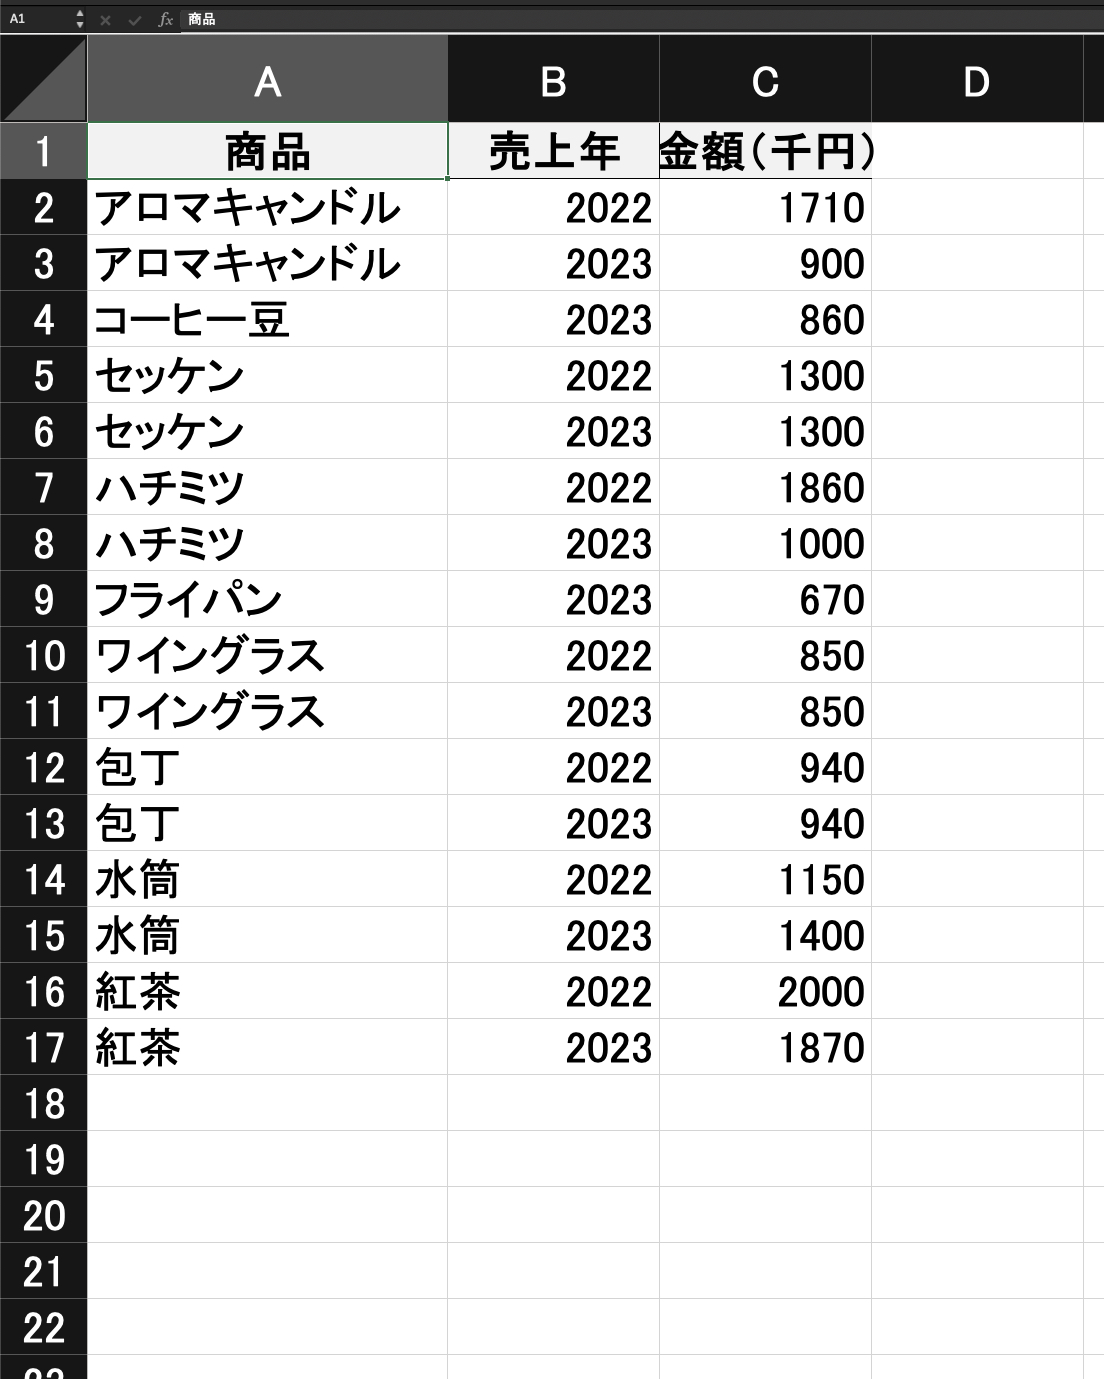 A1 fx 商品
A B C D
1 商品 売上年 金額(千円)
2 アロマキャンドル 2022 1710
3 アロマキャンドル 2023 900
4 コーヒー豆 2023 860
5 セッケン 2022 1300
6 セッケン 2023 1300
7 ハチミツ 2022 1860
8 ハチミツ 2023 1000
9 フライパン 2023 670
10 ワイングラス 2022 850
11 ワイングラス 2023 850
12 包丁 2022 940
13 包丁 2023 940
14 水筒 2022 1150
15 水筒 2023 1400
16 紅茶 2022 2000
17 紅茶 2023 1870
18
19
20
21
22